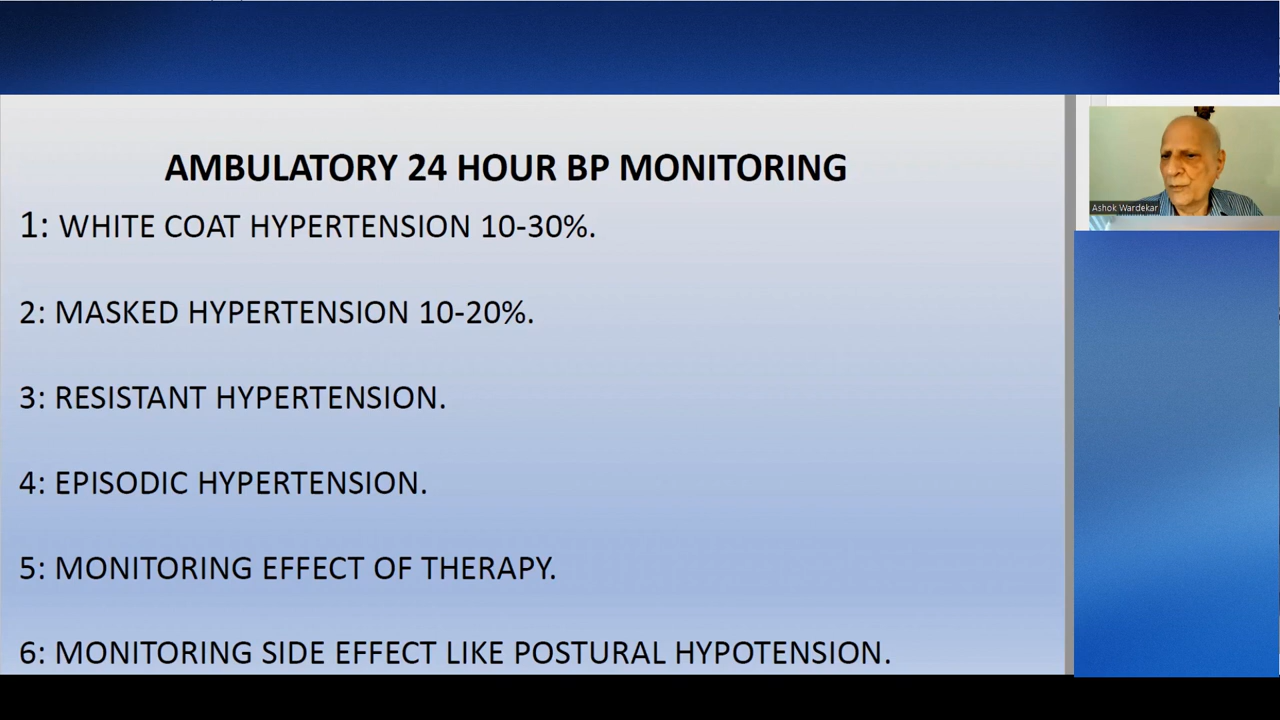 AMBULATORY 24 HOUR BP MONITORING
1: WHITE COAT HYPERTENSION 10-30%.
2: MASKED HYPERTENSION 10-20%.
3: RESISTANT HYPERTENSION.
4: EPISODIC HYPERTENSION.
5: MONITORING EFFECT OF THERAPY.
6: MONITORING SIDE EFFECT LIKE POSTURAL HYPOTENSION.
Ashok Wardekar